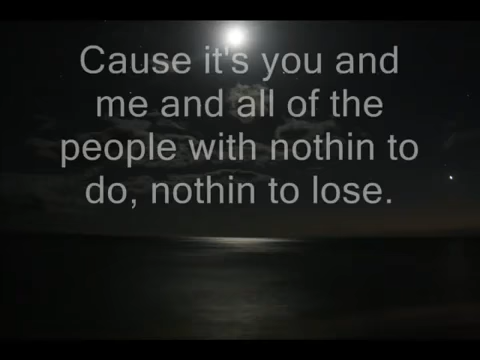 Cause it's you and
me and all of the
people with nothin to
do, nothin to lose.